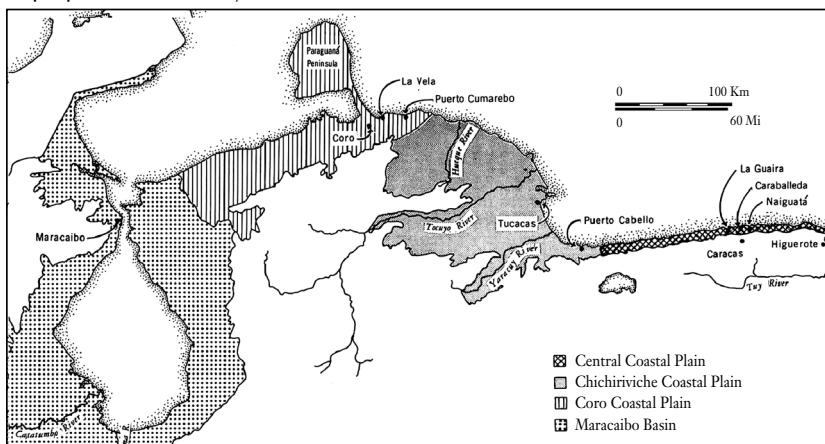 Paraguaná
Peninsula
La Vela
Puerto Cumarebo
Coro
Hueque River
0 100 Km
0 60 Mi
La Guaira
Caraballeda
Naiguatá
Maracaibo
Tocuyo River
Tucacas
Puerto Cabello
Yaracuy River
Caracas
Higuerote
Tuy River
Central Coastal Plain
Chichiriviche Coastal Plain
Coro Coastal Plain
Maracaibo Basin
Catatumbo River